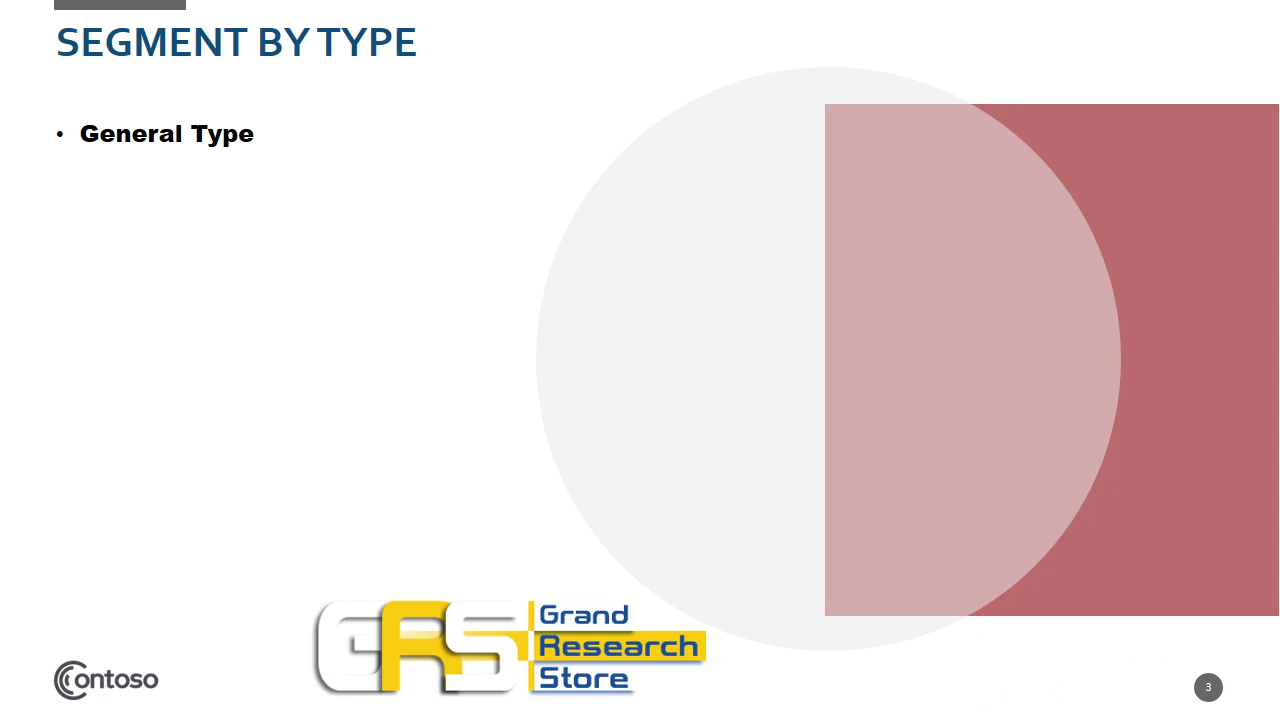 SEGMENT BY TYPE
• General Type
GRS
Grand
Research
Store
Contoso
3